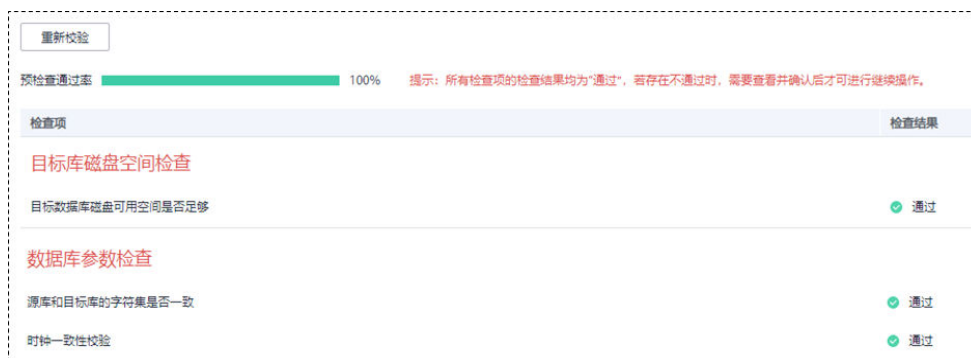 重新校验
预检查通过率 100% 提示：所有检查项的检查结果均为"通过"，若存在不通过时，需要查看并确认后才可进行继续操作。
检查项 检查结果
目标库磁盘空间检查
目标数据库磁盘可用空间是否足够 通过
数据库参数检查
源库和目标库的字符集是否一致 通过
时钟一致性校验 通过